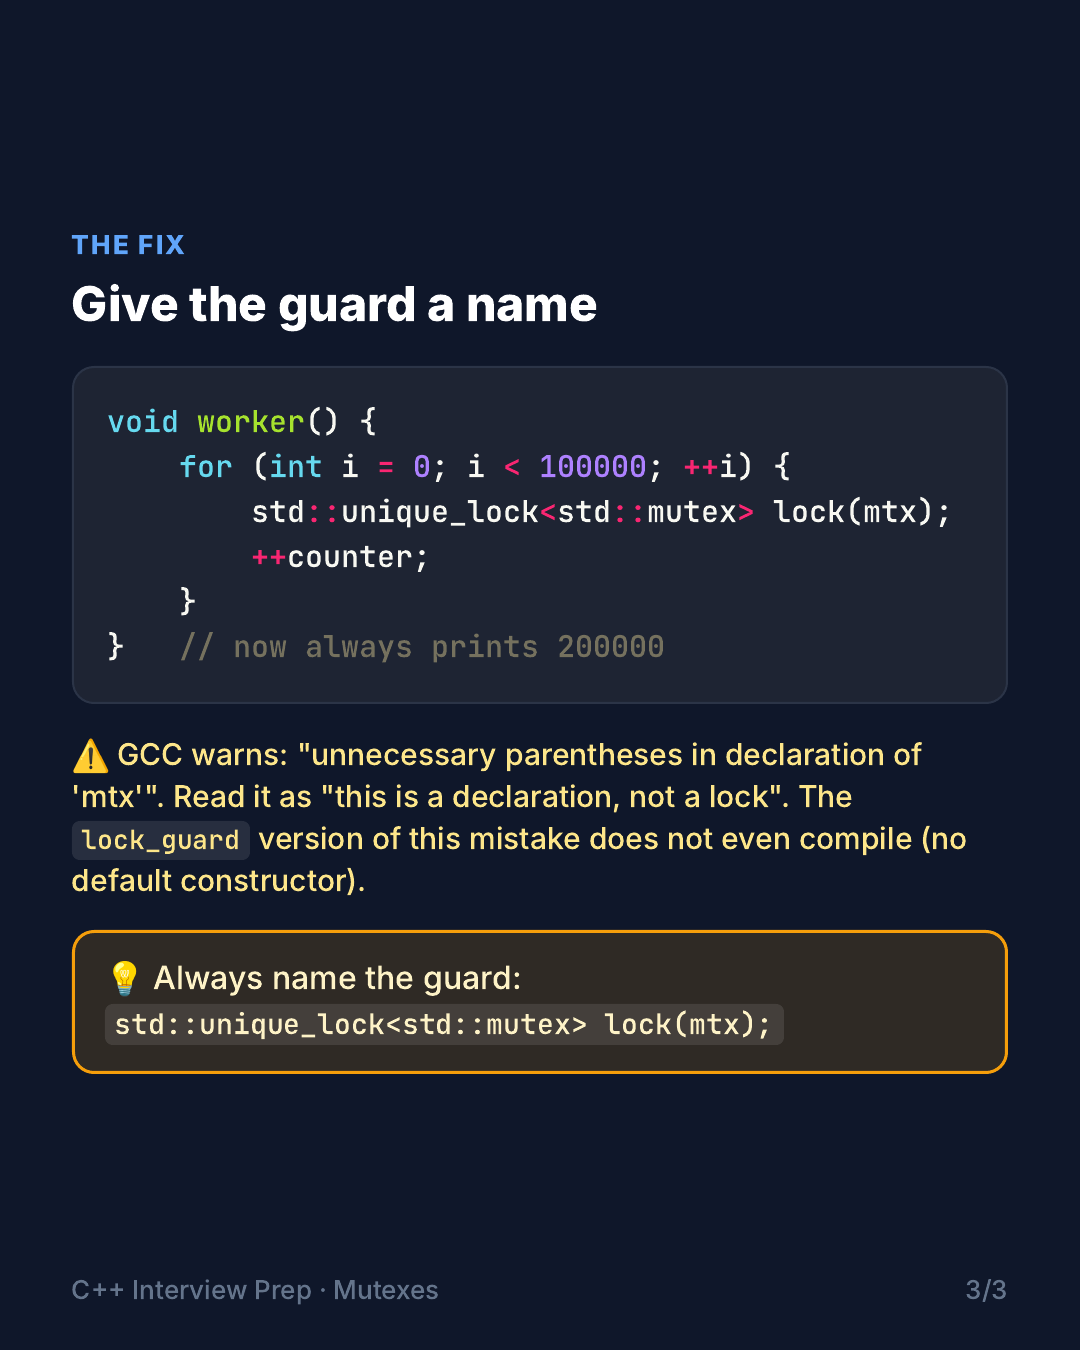 THE FIX
Give the guard a name
void worker() {
    for (int i = 0; i < 100000; ++i) {
        std::unique_lock<std::mutex> lock(mtx);
        ++counter;
    }
}   // now always prints 200000
⚠️ GCC warns: "unnecessary parentheses in declaration of
'mtx'". Read it as "this is a declaration, not a lock". The
lock_guard version of this mistake does not even compile (no
default constructor).
💡 Always name the guard:
std::unique_lock<std::mutex> lock(mtx);
C++ Interview Prep · Mutexes
3/3